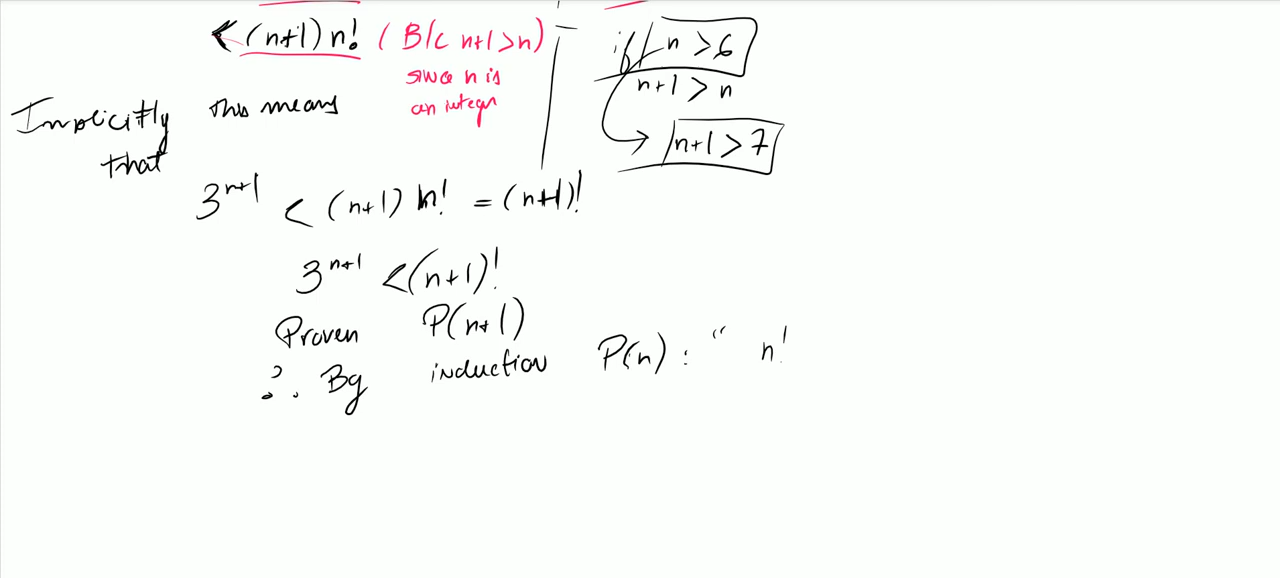 < (n+1) n! ( B/c n+1 > n)
since n is
an integr
if n > 6
n+1 > n
n+1 > 7
Implicitly this means
that
3^{n+1} < (n+1) n! = (n+1)!
3^{n+1} < (n+1)!
Proven P(n+1)
∴ By induction P(n) : “ n!